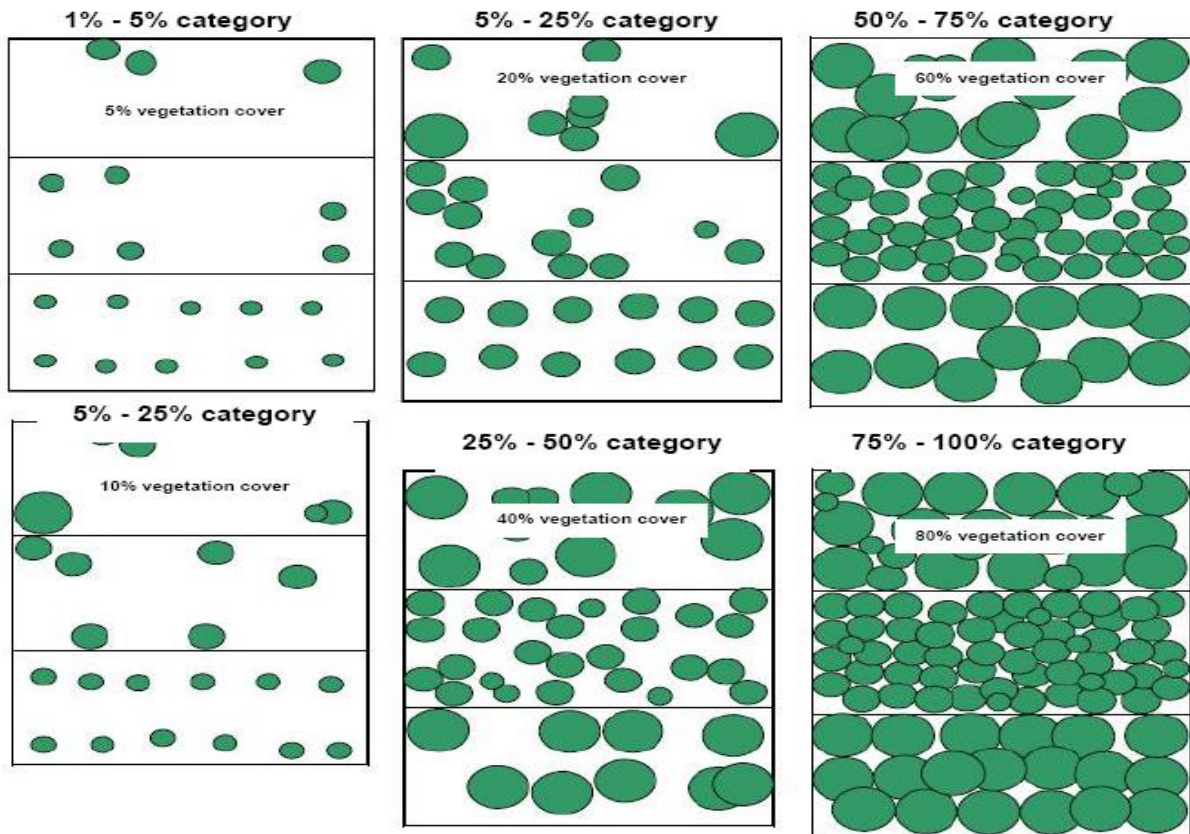 1% - 5% category
5% vegetation cover
5% - 25% category
20% vegetation cover
50% - 75% category
60% vegetation cover
5% - 25% category
10% vegetation cover
25% - 50% category
40% vegetation cover
75% - 100% category
80% vegetation cover